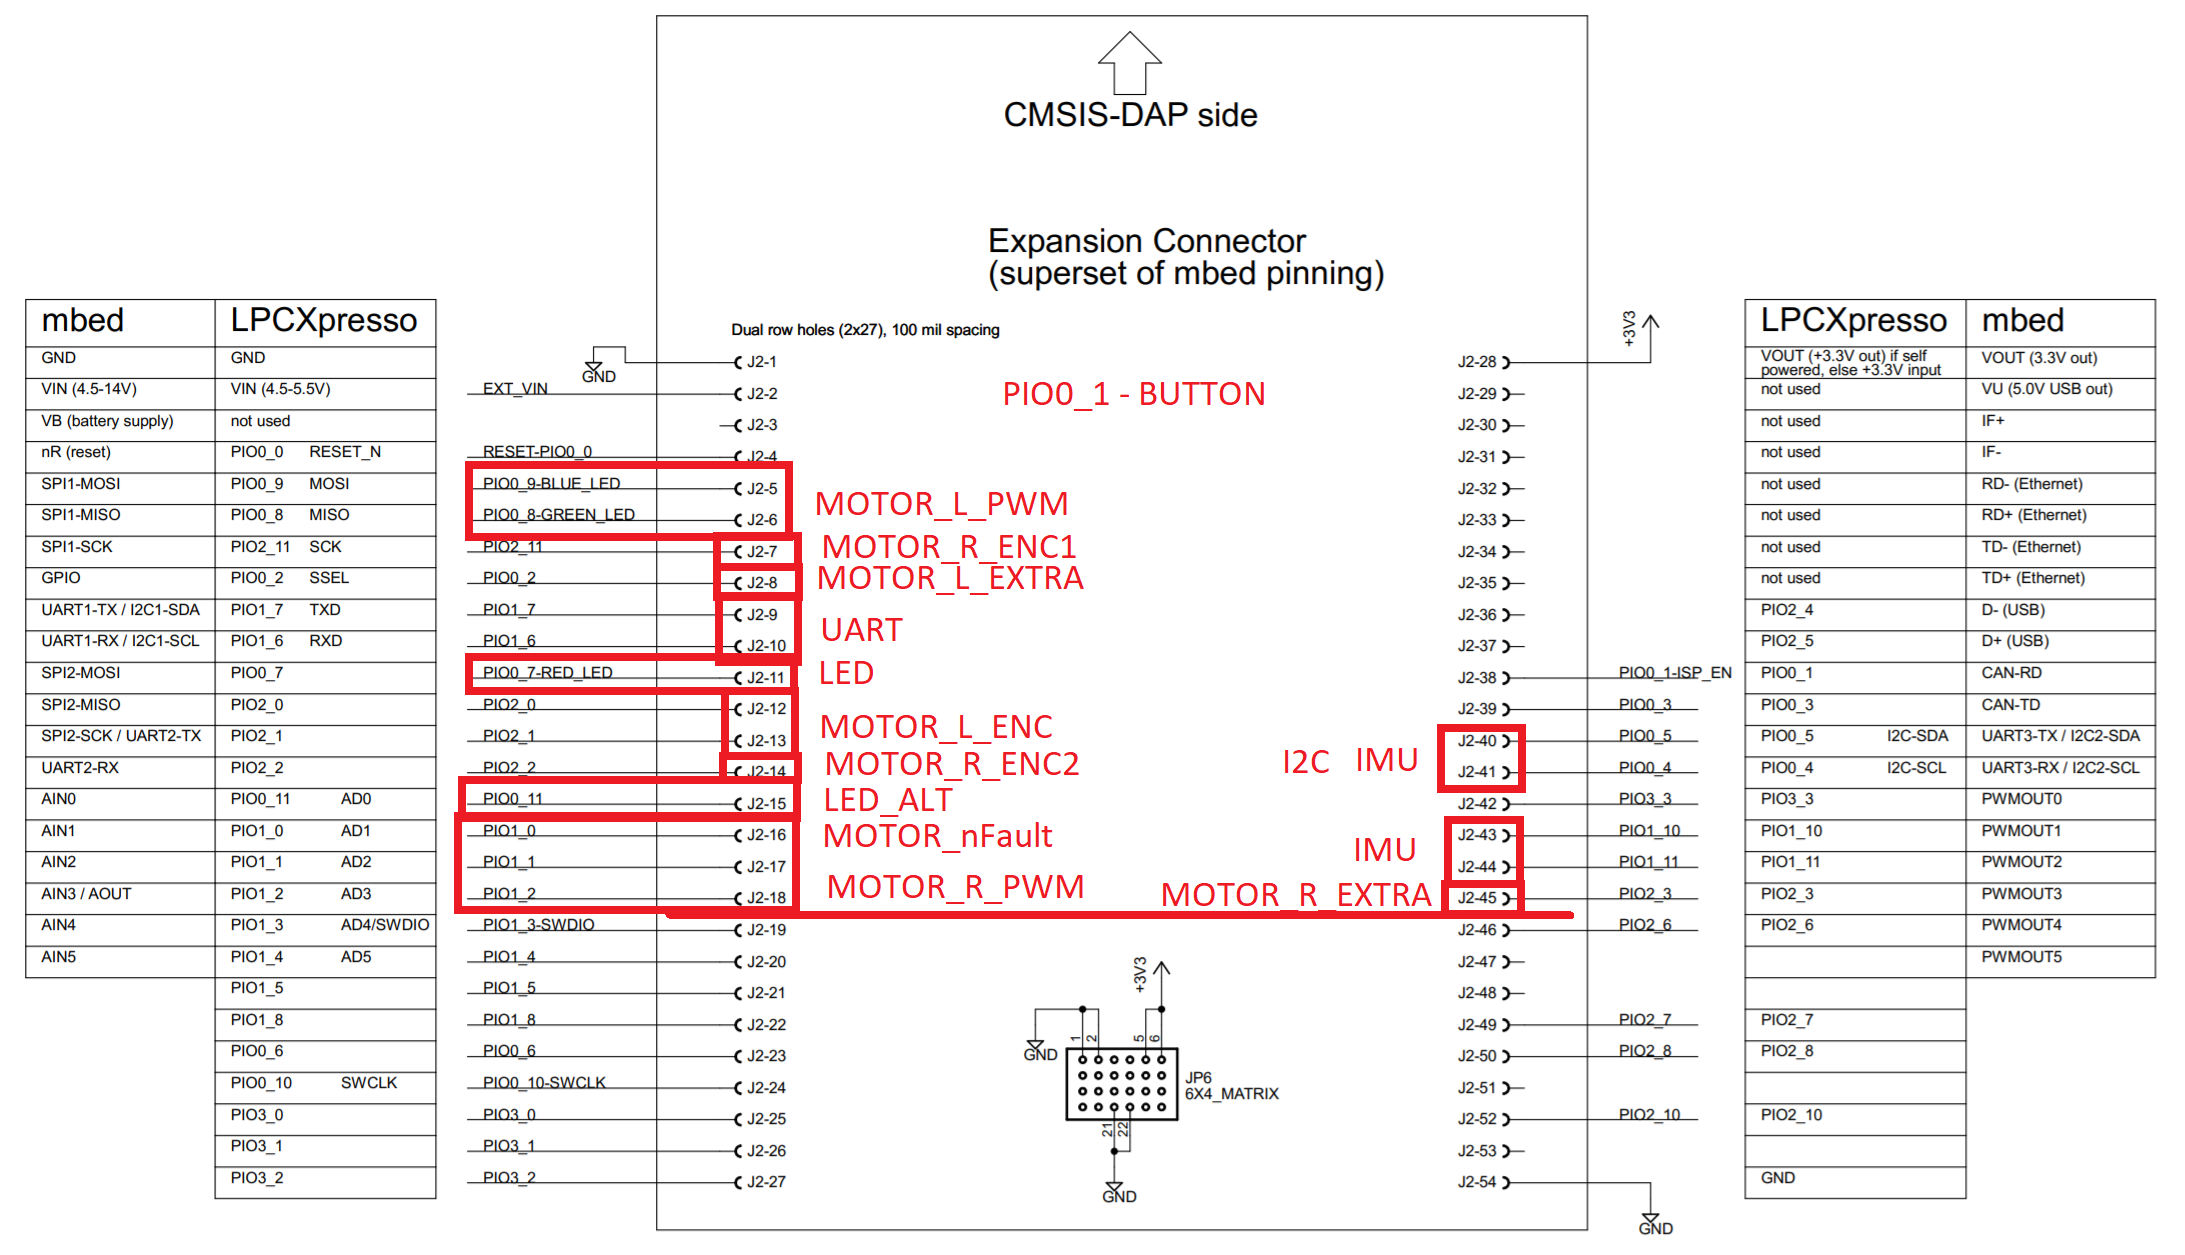 CMSIS-DAP side
Expansion Connector
(superset of mbed pinning)
Dual row holes (2x27), 100 mil spacing
PIO0_1 - BUTTON
mbed LPCXpresso
GND GND
VIN (4.5-14V) VIN (4.5-5.5V)
VB (battery supply) not used
nR (reset) PIO0_0 RESET_N
SPI1-MOSI PIO0_9 MOSI
SPI1-MISO PIO0_8 MISO
SPI1-SCK PIO2_11 SCK
GPIO PIO0_2 SSEL
UART1-TX / I2C1-SDA PIO1_7 TXD
UART1-RX / I2C1-SCL PIO1_6 RXD
SPI2-MOSI PIO0_7
SPI2-MISO PIO2_0
SPI2-SCK / UART2-TX PIO2_1
UART2-RX PIO2_2
AIN0 PIO0_11 AD0
AIN1 PIO1_0 AD1
AIN2 PIO1_1 AD2
AIN3 / AOUT PIO1_2 AD3
AIN4 PIO1_3 AD4/SWDIO
AIN5 PIO1_4 AD5
PIO1_5
PIO1_8
PIO0_6
PIO0_10 SWCLK
PIO3_0
PIO3_1
PIO3_2
GND J2-1
EXT_VIN J2-2
J2-3
RESET-PIO0_0 J2-4
PIO0_9-BLUE_LED J2-5
PIO0_8-GREEN_LED J2-6
MOTOR_L_PWM
PIO2_11 J2-7 MOTOR_R_ENC1
PIO0_2 J2-8 MOTOR_L_EXTRA
PIO1_7 J2-9
PIO1_6 J2-10
UART
PIO0_7-RED_LED J2-11 LED
PIO2_0 J2-12
PIO2_1 J2-13
MOTOR_L_ENC
PIO2_2 J2-14 MOTOR_R_ENC2
PIO0_11 J2-15 LED_ALT
PIO1_0 J2-16 MOTOR_nFault
PIO1_1 J2-17
PIO1_2 J2-18
MOTOR_R_PWM
PIO1_3-SWDIO J2-19
PIO1_4 J2-20
PIO1_5 J2-21
PIO1_8 J2-22
PIO0_6 J2-23
PIO0_10-SWCLK J2-24
PIO3_0 J2-25
PIO3_1 J2-26
PIO3_2 J2-27
+3V3
GND
1 2 5 6
JP6
6X4_MATRIX
21 22
GND
+3V3
J2-28
J2-29
J2-30
J2-31
J2-32
J2-33
J2-34
J2-35
J2-36
J2-37
J2-38 PIO0_1-ISP_EN
J2-39 PIO0_3
I2C IMU
J2-40 PIO0_5
J2-41 PIO0_4
J2-42 PIO3_3
IMU
J2-43 PIO1_10
J2-44 PIO1_11
MOTOR_R_EXTRA J2-45 PIO2_3
J2-46 PIO2_6
J2-47
J2-48
J2-49 PIO2_7
J2-50 PIO2_8
J2-51
J2-52 PIO2_10
J2-53
J2-54
GND
LPCXpresso mbed
VOUT (+3.3V out) if self
powered, else +3.3V input
VOUT (3.3V out)
not used VU (5.0V USB out)
not used IF+
not used IF-
not used RD- (Ethernet)
not used RD+ (Ethernet)
not used TD- (Ethernet)
not used TD+ (Ethernet)
PIO2_4 D- (USB)
PIO2_5 D+ (USB)
PIO0_1 CAN-RD
PIO0_3 CAN-TD
PIO0_5 I2C-SDA UART3-TX / I2C2-SDA
PIO0_4 I2C-SCL UART3-RX / I2C2-SCL
PIO3_3 PWMOUT0
PIO1_10 PWMOUT1
PIO1_11 PWMOUT2
PIO2_3 PWMOUT3
PIO2_6 PWMOUT4
PWMOUT5
PIO2_7
PIO2_8
PIO2_10
GND